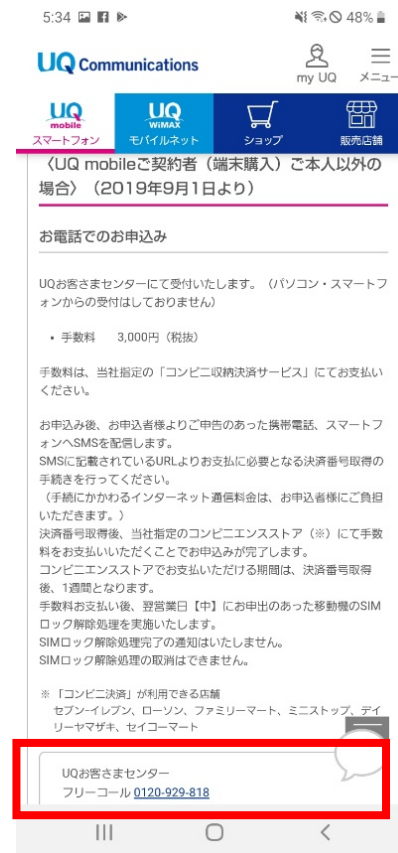 5:34 48%
UQ Communications
my UQ メニュー
UQ mobile スマートフォン
UQ WiMAX モバイルネット
ショップ
販売店舗
〈UQ mobileご契約者（端末購入）ご本人以外の
場合〉（2019年9月1日より）
お電話でのお申込み
UQお客さまセンターにて受付いたします。（パソコン・スマートフ
ォンからの受付はしておりません）
• 手数料 3,000円（税抜）
手数料は、当社指定の「コンビニ収納決済サービス」にてお支払い
ください。
お申込み後、お申込者様よりご申告のあった携帯電話、スマートフ
ォンへSMSを配信します。
SMSに記載されているURLよりお支払に必要となる決済番号取得の
手続きを行ってください。
（手続にかかわるインターネット通信料金は、お申込者様にご負担
いただきます。）
決済番号取得後、当社指定のコンビニエンスストア（※）にて手数
料をお支払いいただくことでお申込みが完了します。
コンビニエンスストアでお支払いただける期間は、決済番号取得
後、1週間となります。
手数料お支払い後、翌営業日【中】にお申出のあった移動機のSIM
ロック解除処理を実施いたします。
SIMロック解除処理完了の通知はいたしません。
SIMロック解除処理の取消はできません。
※ 「コンビニ決済」が利用できる店舗
セブン-イレブン、ローソン、ファミリーマート、ミニストップ、デイ
リーヤマザキ、セイコーマート
UQお客さまセンター
フリーコール 0120-929-818